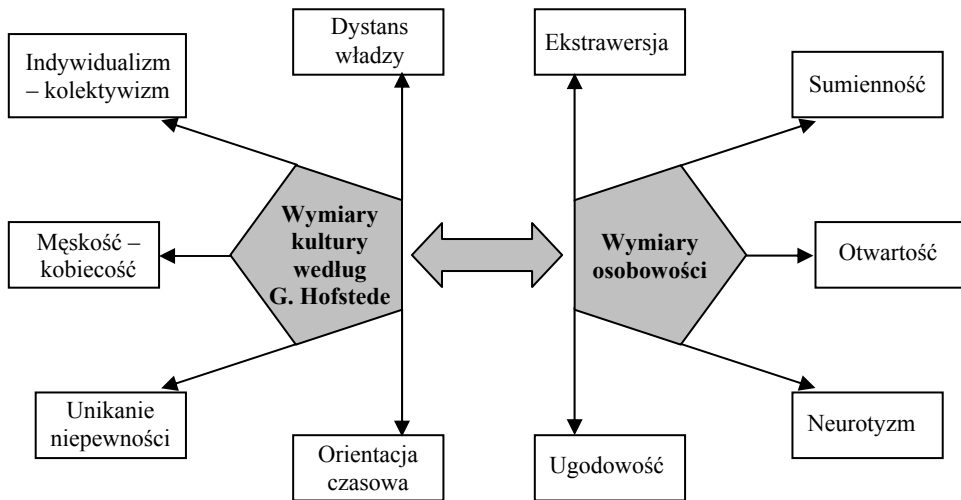 Dystans
władzy
Ekstrawersja
Indywidualizm
– kolektywizm
Sumienność
Męskość –
kobiecość
Wymiary
kultury
według
G. Hofstede
Wymiary
osobowości
Otwartość
Unikanie
niepewności
Orientacja
czasowa
Ugodowość
Neurotyzm